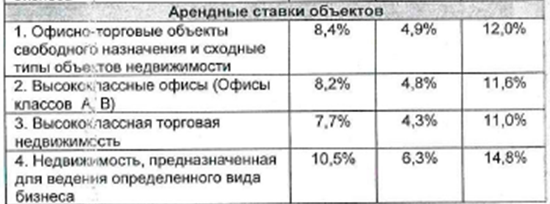 Арендные ставки объектов
1. Офисно-торговые объекты
свободного назначения и сходные
типы объектов недвижимости
8,4% 4,9% 12,0%
2. Высококлассные офисы (Офисы
классов А, В)
8,2% 4,8% 11,6%
3. Высококлассная торговая
недвижимость
7,7% 4,3% 11,0%
4. Недвижимость, предназначенная
для ведения определенного вида
бизнеса
10,5% 6,3% 14,8%